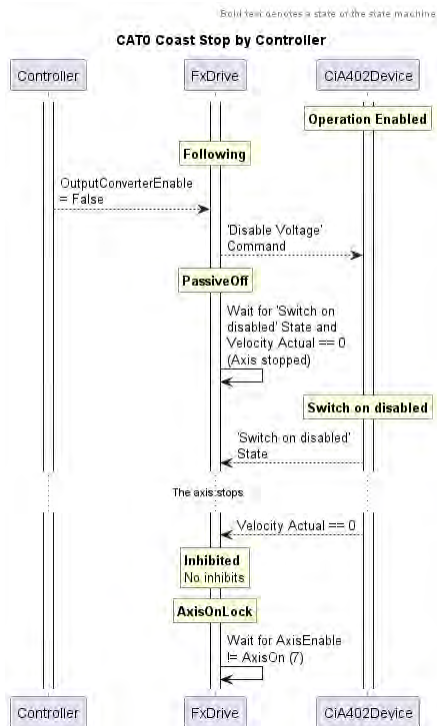 Bold text denotes a state of the state machine
CAT0 Coast Stop by Controller
Controller
FxDrive
CiA402Device
Operation Enabled
Following
OutputConverterEnable
= False
'Disable Voltage'
Command
PassiveOff
Wait for 'Switch on
disabled' State and
Velocity Actual == 0
(Axis stopped)
Switch on disabled
'Switch on disabled'
State
The axis stops
Velocity Actual == 0
Inhibited
No inhibits
AxisOnLock
Wait for AxisEnable
!= AxisOn (7)
Controller
FxDrive
CiA402Device